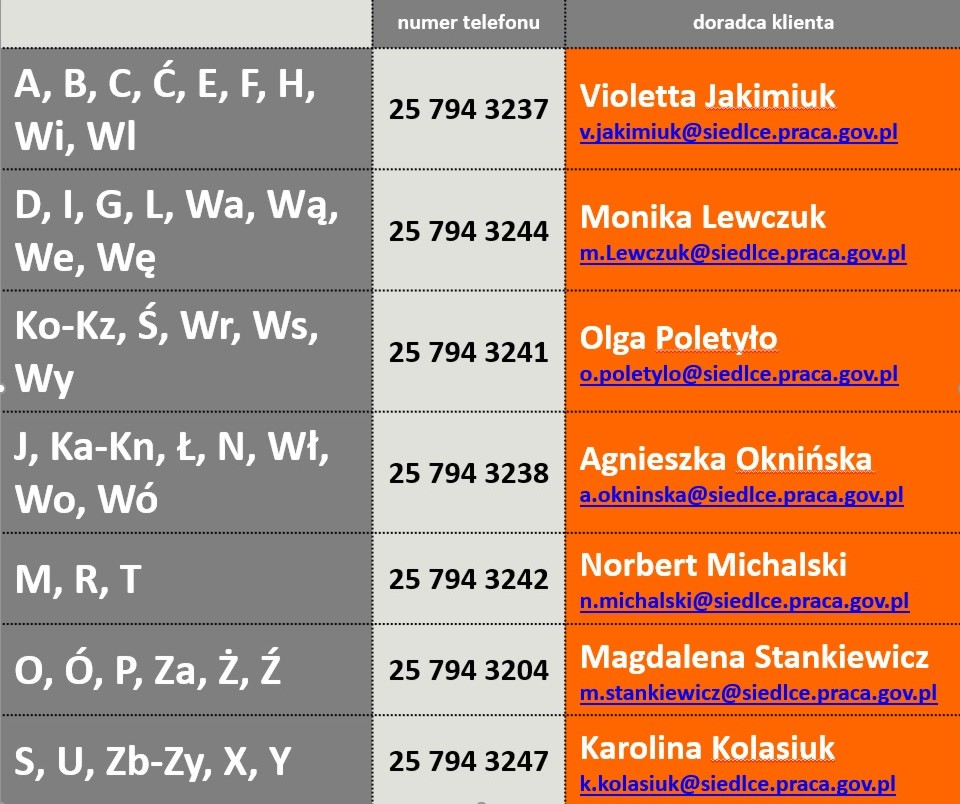 numer telefonu doradca klienta
A, B, C, Ć, E, F, H,
Wi, Wl
25 794 3237
Violetta Jakimiuk
v.jakimiuk@siedlce.praca.gov.pl
D, I, G, L, Wa, Wą,
We, Wę
25 794 3244
Monika Lewczuk
m.Lewczuk@siedlce.praca.gov.pl
Ko-Kz, Ś, Wr, Ws,
Wy
25 794 3241
Olga Poletyło
o.poletylo@siedlce.praca.gov.pl
J, Ka-Kn, Ł, N, Wł,
Wo, Wó
25 794 3238
Agnieszka Oknińska
a.okninska@siedlce.praca.gov.pl
M, R, T
25 794 3242
Norbert Michalski
n.michalski@siedlce.praca.gov.pl
O, Ó, P, Za, Ż, Ź
25 794 3204
Magdalena Stankiewicz
m.stankiewicz@siedlce.praca.gov.pl
S, U, Zb-Zy, X, Y
25 794 3247
Karolina Kolasiuk
k.kolasiuk@siedlce.praca.gov.pl